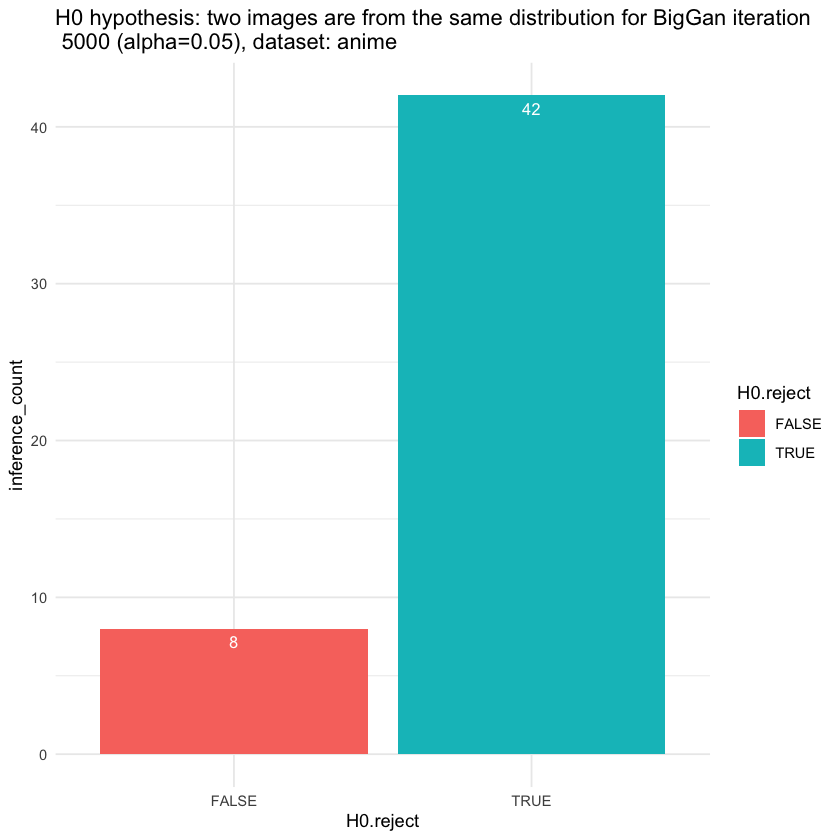 H0 hypothesis: two images are from the same distribution for BigGan iteration
5000 (alpha=0.05), dataset: anime
42
40
30
inference_count
H0.reject
FALSE
TRUE
20
10
8
0
FALSE
TRUE
H0.reject